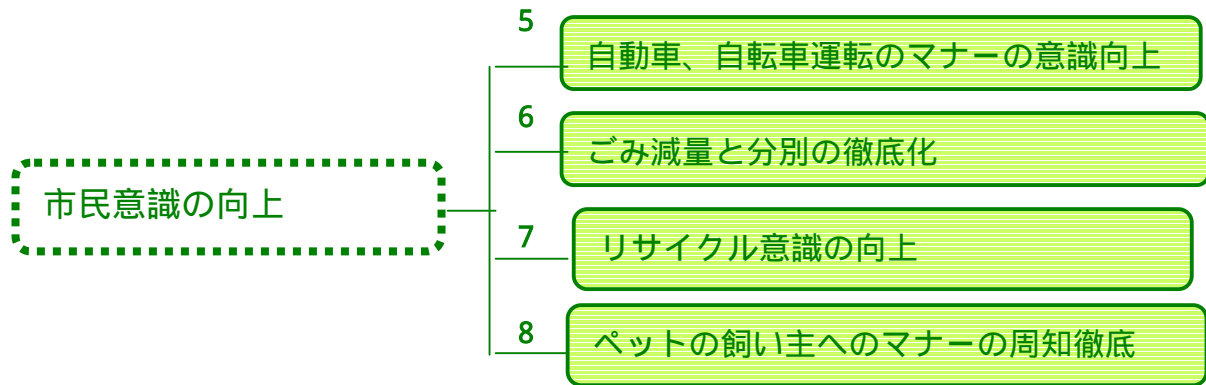 市民意識の向上
5
自動車、自転車運転のマナーの意識向上
6
ごみ減量と分別の徹底化
7
リサイクル意識の向上
8
ペットの飼い主へのマナーの周知徹底